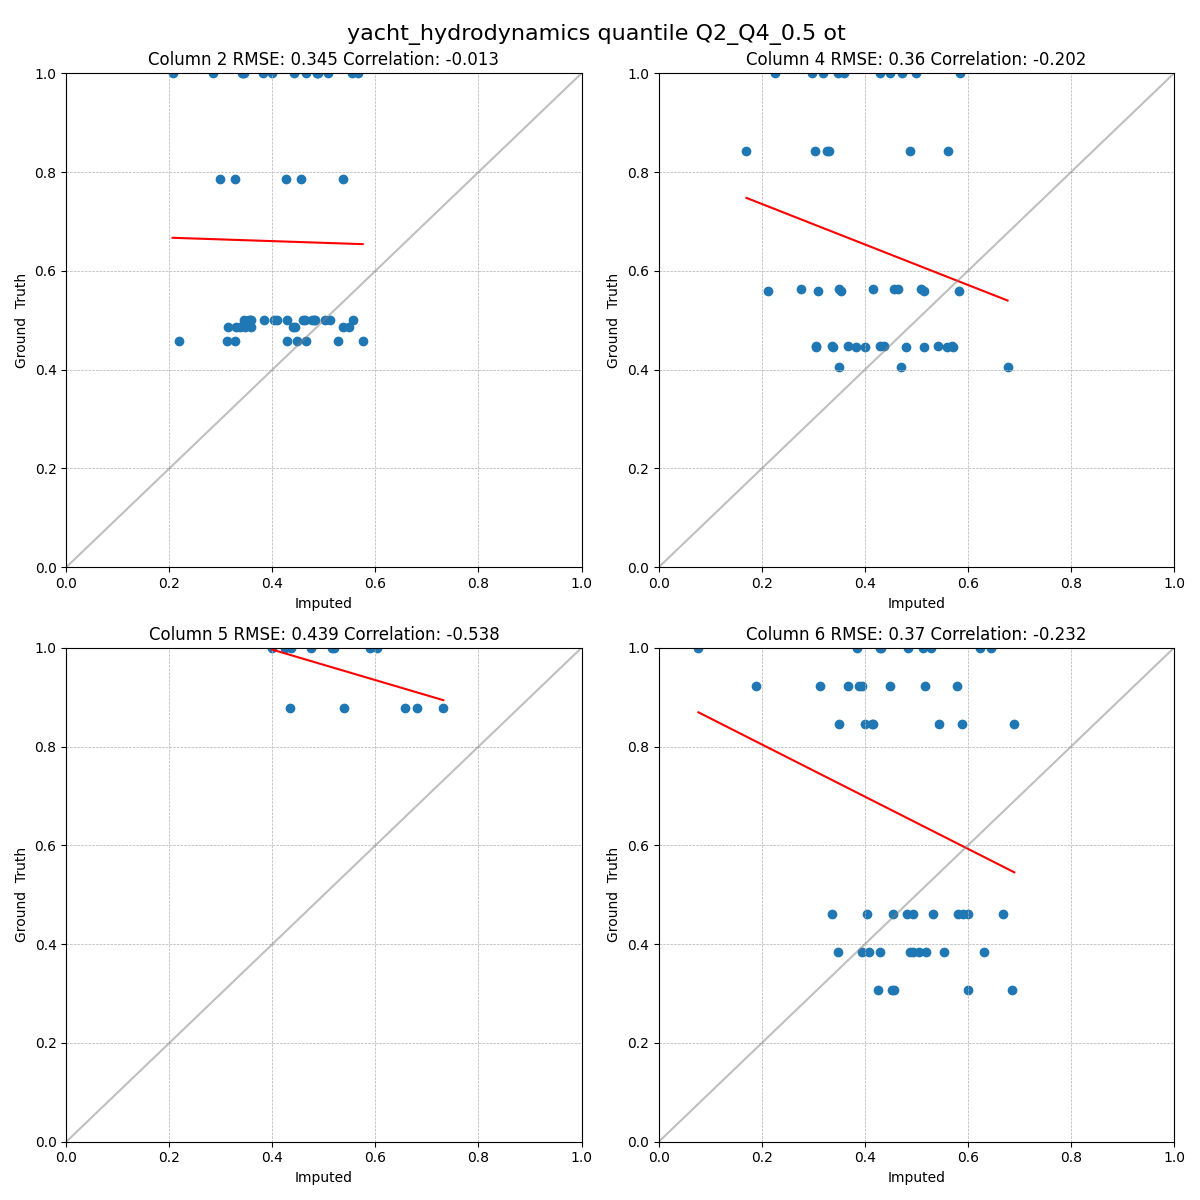 yacht_hydrodynamics quantile Q2_Q4_0.5 ot
Column 2 RMSE: 0.345 Correlation: -0.013
1.0
0.8
0.6
0.4
0.2
0.0
Ground Truth
0.0 0.2 0.4 0.6 0.8 1.0
Imputed
Column 4 RMSE: 0.36 Correlation: -0.202
1.0
0.8
0.6
0.4
0.2
0.0
Ground Truth
0.0 0.2 0.4 0.6 0.8 1.0
Imputed
Column 5 RMSE: 0.439 Correlation: -0.538
1.0
0.8
0.6
0.4
0.2
0.0
Ground Truth
0.0 0.2 0.4 0.6 0.8 1.0
Imputed
Column 6 RMSE: 0.37 Correlation: -0.232
1.0
0.8
0.6
0.4
0.2
0.0
Ground Truth
0.0 0.2 0.4 0.6 0.8 1.0
Imputed